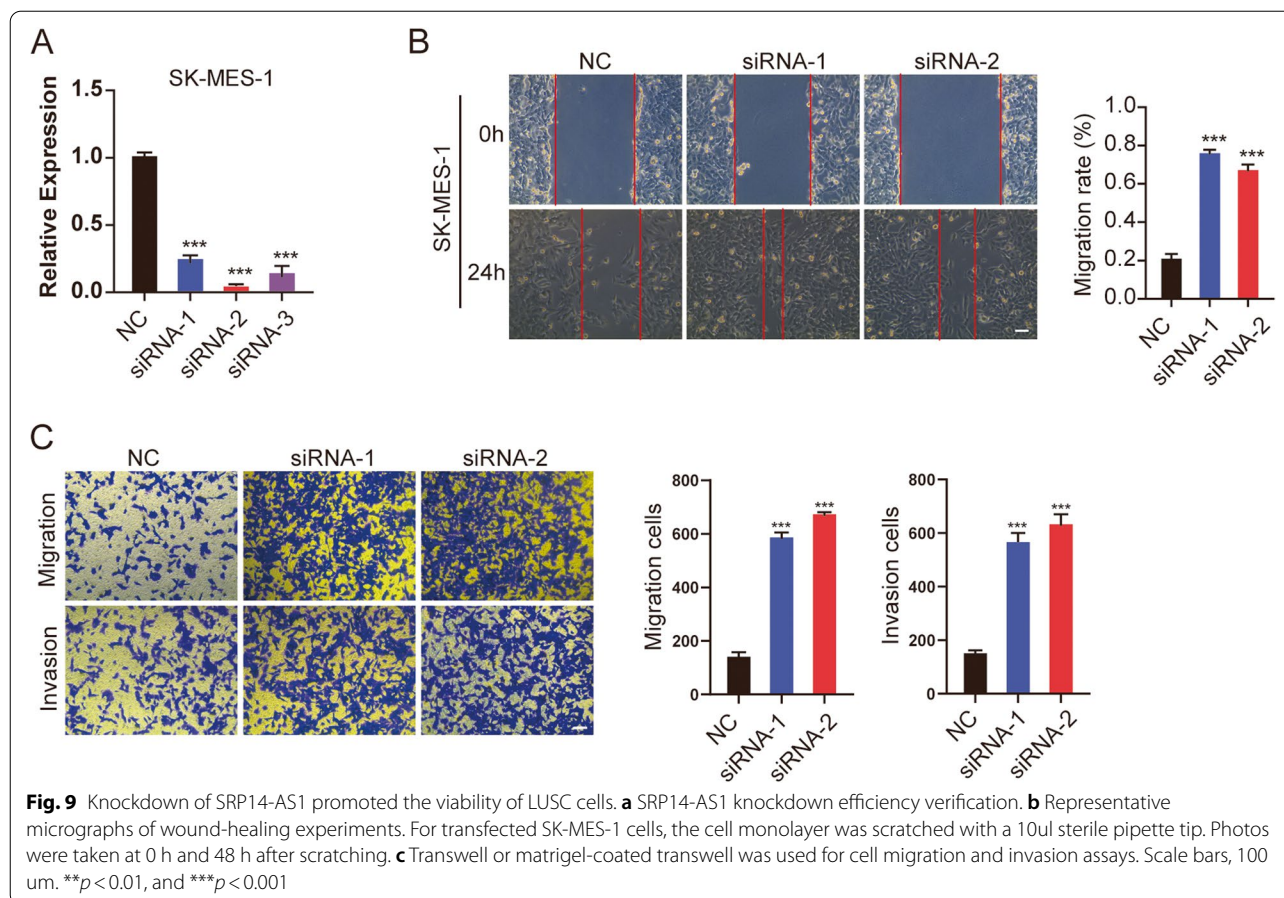 A
SK-MES-1
Relative Expression
1.5
1.0
0.5
0.0
***
***
***
NC
siRNA-1
siRNA-2
siRNA-3
B
NC
siRNA-1
siRNA-2
SK-MES-1
0h
24h
Migration rate (%)
1.0
0.8
0.6
0.4
0.2
0.0
***
***
NC
siRNA-1
siRNA-2
C
NC
siRNA-1
siRNA-2
Migration
Invasion
Migration cells
800
600
400
200
0
***
***
NC
siRNA-1
siRNA-2
Invasion cells
800
600
400
200
0
***
***
NC
siRNA-1
siRNA-2
Fig. 9 Knockdown of SRP14-AS1 promoted the viability of LUSC cells. a SRP14-AS1 knockdown efficiency verification. b Representative
micrographs of wound-healing experiments. For transfected SK-MES-1 cells, the cell monolayer was scratched with a 10ul sterile pipette tip. Photos
were taken at 0 h and 48 h after scratching. c Transwell or matrigel-coated transwell was used for cell migration and invasion assays. Scale bars, 100
um. **p < 0.01, and ***p < 0.001